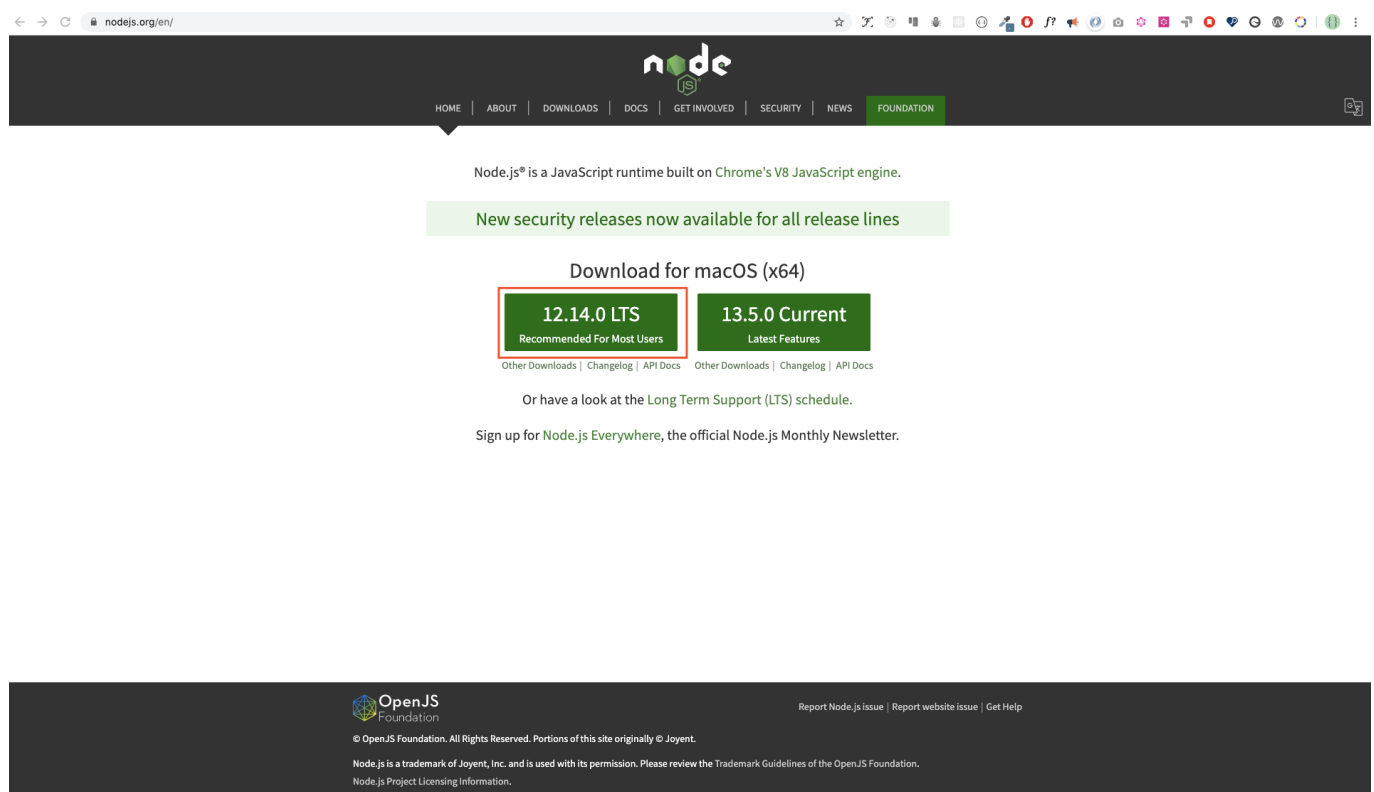 nodejs.org/en/
node
JS
HOME | ABOUT | DOWNLOADS | DOCS | GET INVOLVED | SECURITY | NEWS FOUNDATION
Node.js® is a JavaScript runtime built on Chrome's V8 JavaScript engine.
New security releases now available for all release lines
Download for macOS (x64)
12.14.0 LTS
Recommended For Most Users
13.5.0 Current
Latest Features
Other Downloads | Changelog | API Docs
Other Downloads | Changelog | API Docs
Or have a look at the Long Term Support (LTS) schedule.
Sign up for Node.js Everywhere, the official Node.js Monthly Newsletter.
OpenJS
Foundation
Report Node.js issue | Report website issue | Get Help
© OpenJS Foundation. All Rights Reserved. Portions of this site originally © Joyent.
Node.js is a trademark of Joyent, Inc. and is used with its permission. Please review the Trademark Guidelines of the OpenJS Foundation.
Node.js Project Licensing Information.